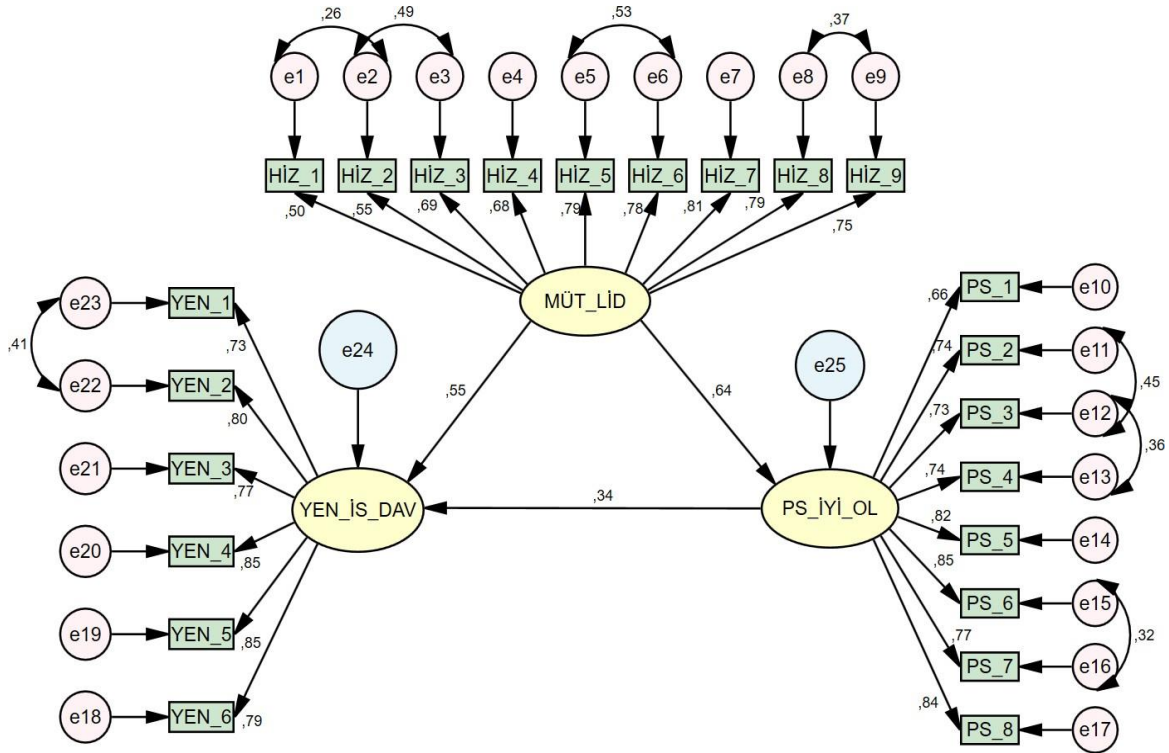 ,26 ,49 ,53 ,37
e1 e2 e3 e4 e5 e6 e7 e8 e9
HİZ_1 HİZ_2 HİZ_3 HİZ_4 HİZ_5 HİZ_6 HİZ_7 HİZ_8 HİZ_9
,50 ,55 ,69 ,68 ,79 ,78 ,81 ,79 ,75
MÜT_LİD
e23 YEN_1
,41
,73
e22 YEN_2
,80
e21 YEN_3
,77
e20 YEN_4
,85
e19 YEN_5
,85
e18 YEN_6
,79
e24
,55
,64
e25
YEN_İS_DAV
,34
PS_İYİ_OL
,66
PS_1 e10
,74
PS_2 e11
,45
,73
PS_3 e12
,36
,74
PS_4 e13
,82
PS_5 e14
,85
PS_6 e15
,32
,77
PS_7 e16
,84
PS_8 e17